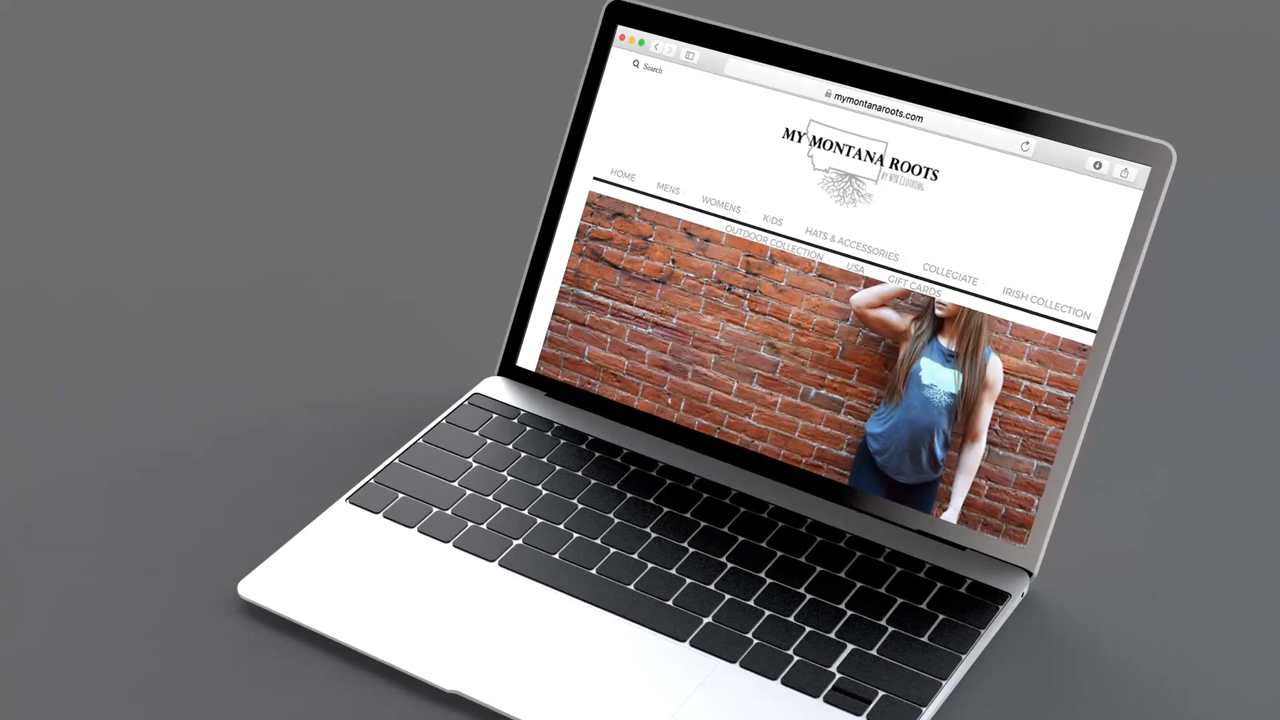 mymontanaroots.com
Search
MY MONTANA ROOTS
BY MYR CLOTHING
HOME MENS WOMENS KIDS HATS & ACCESSORIES COLLEGIATE IRISH COLLECTION
OUTDOOR COLLECTION USA GIFT CARDS